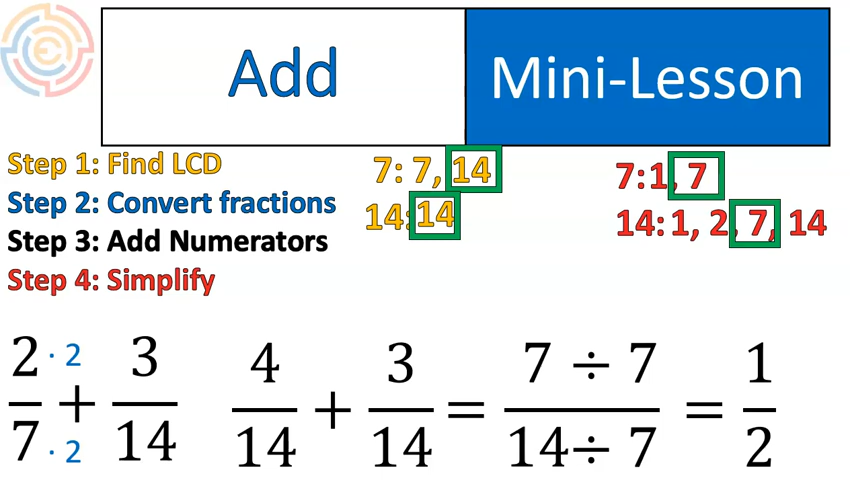 Add
Mini-Lesson
Step 1: Find LCD
Step 2: Convert fractions
Step 3: Add Numerators
Step 4: Simplify
7: 7, 14
14: 14
7: 1, 7
14: 1, 2, 7, 14
2/7 · 2/· 2 + 3/14
4/14 + 3/14 = 7 ÷ 7/14 ÷ 7 = 1/2